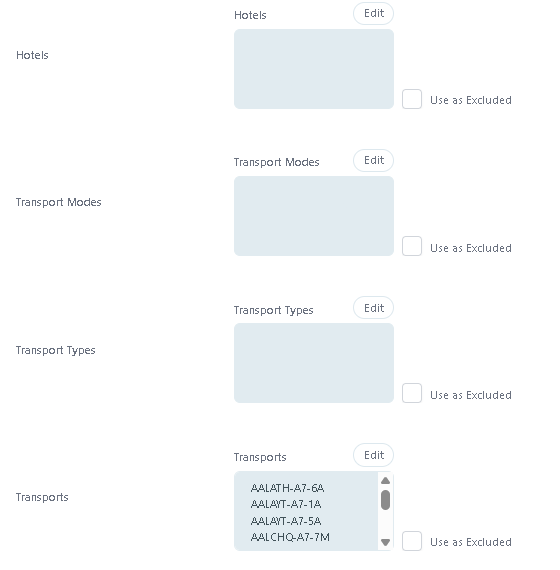 Hotels Edit
Hotels
Use as Excluded
Transport Modes Edit
Transport Modes
Use as Excluded
Transport Types Edit
Transport Types
Use as Excluded
Transports Edit
AALATH-A7-6A
Transports
AALAYT-A7-1A
AALAYT-A7-5A
AALCHQ-A7-7M
Use as Excluded